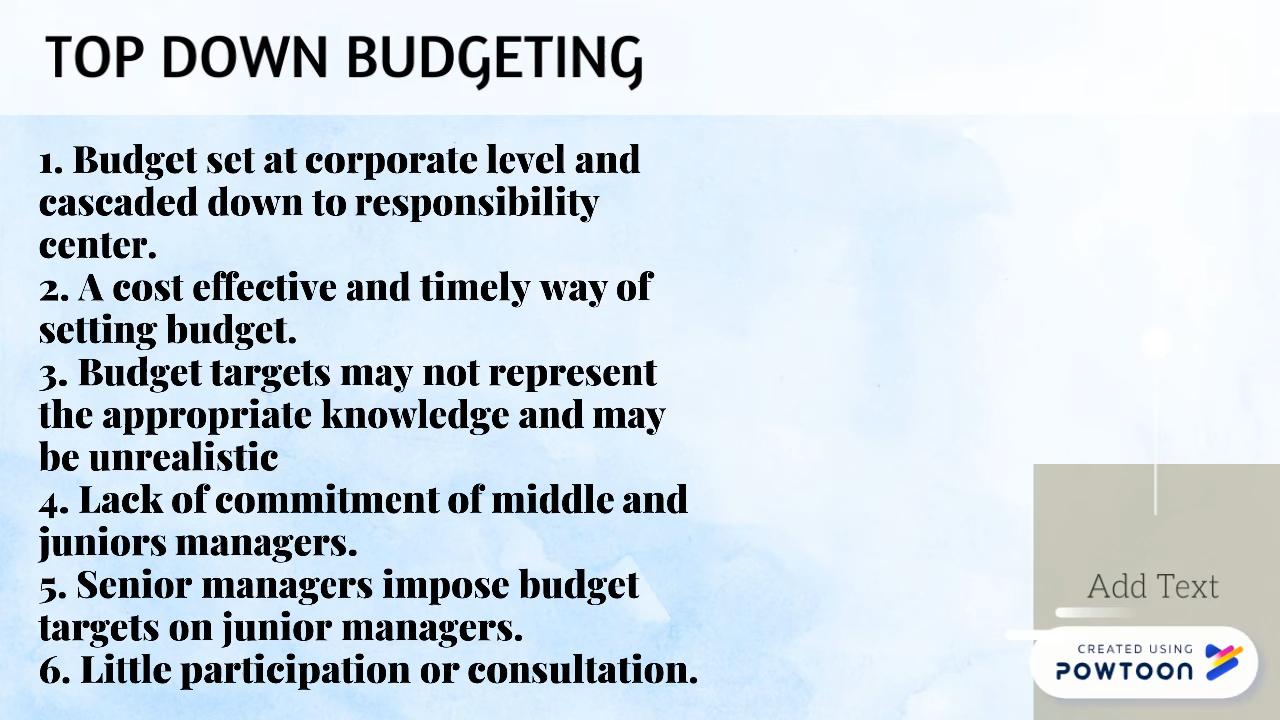 TOP DOWN BUDGETING
1. Budget set at corporate level and
cascaded down to responsibility
center.
2. A cost effective and timely way of
setting budget.
3. Budget targets may not represent
the appropriate knowledge and may
be unrealistic
4. Lack of commitment of middle and
juniors managers.
5. Senior managers impose budget
targets on junior managers.
6. Little participation or consultation.
Add Text
CREATED USING
POWTOON